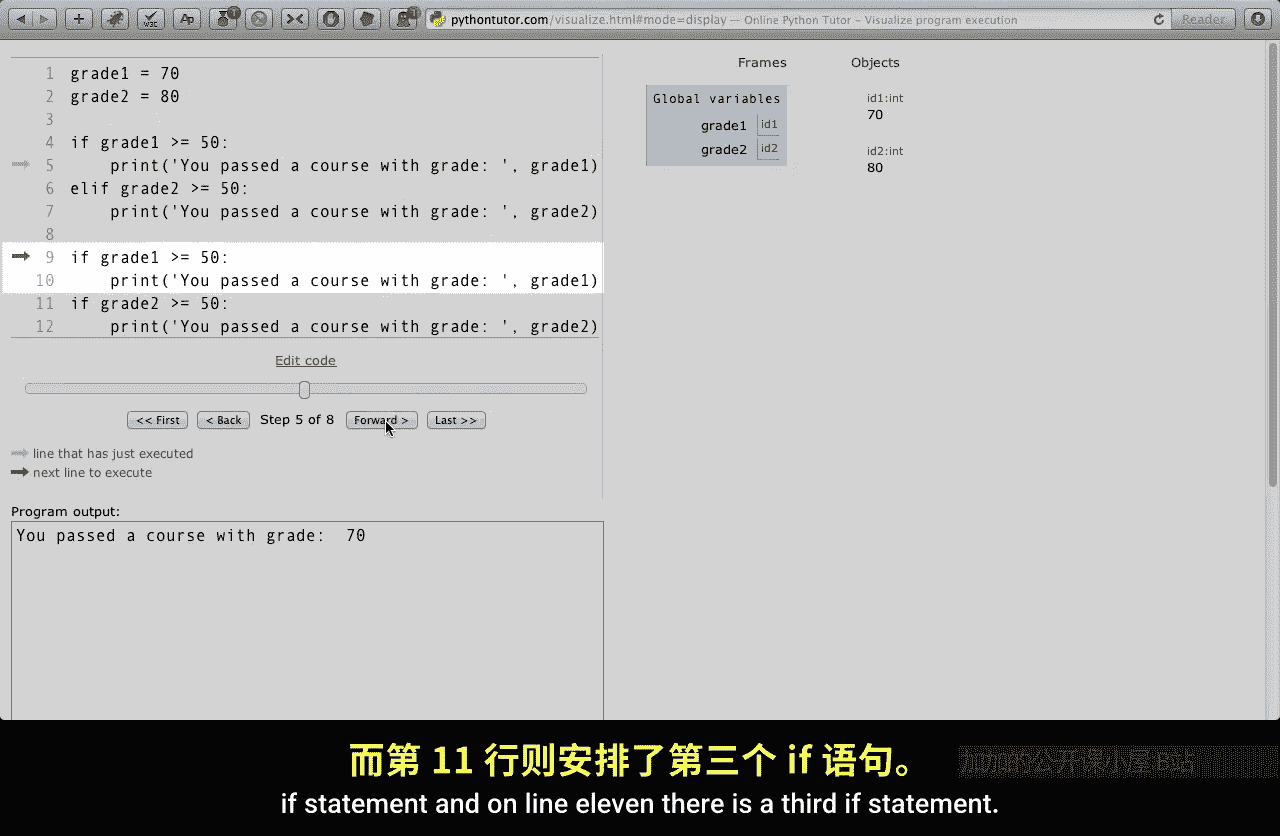 pythontutor.com/visualize.html#mode=display — Online Python Tutor – Visualize program execution
Reader
W3C
Ap
Frames
Objects
1 grade1 = 70
2 grade2 = 80
3
4 if grade1 >= 50:
5 print('You passed a course with grade: ', grade1)
6 elif grade2 >= 50:
7 print('You passed a course with grade: ', grade2)
8
9 if grade1 >= 50:
10 print('You passed a course with grade: ', grade1)
11 if grade2 >= 50:
12 print('You passed a course with grade: ', grade2)
Global variables
grade1 id1
grade2 id2
id1:int
70
id2:int
80
Edit code
<< First < Back Step 5 of 8 Forward > Last >>
line that has just executed
next line to execute
Program output:
You passed a course with grade:  70
而第 11 行则安排了第三个 if 语句。
if statement and on line eleven there is a third if statement.